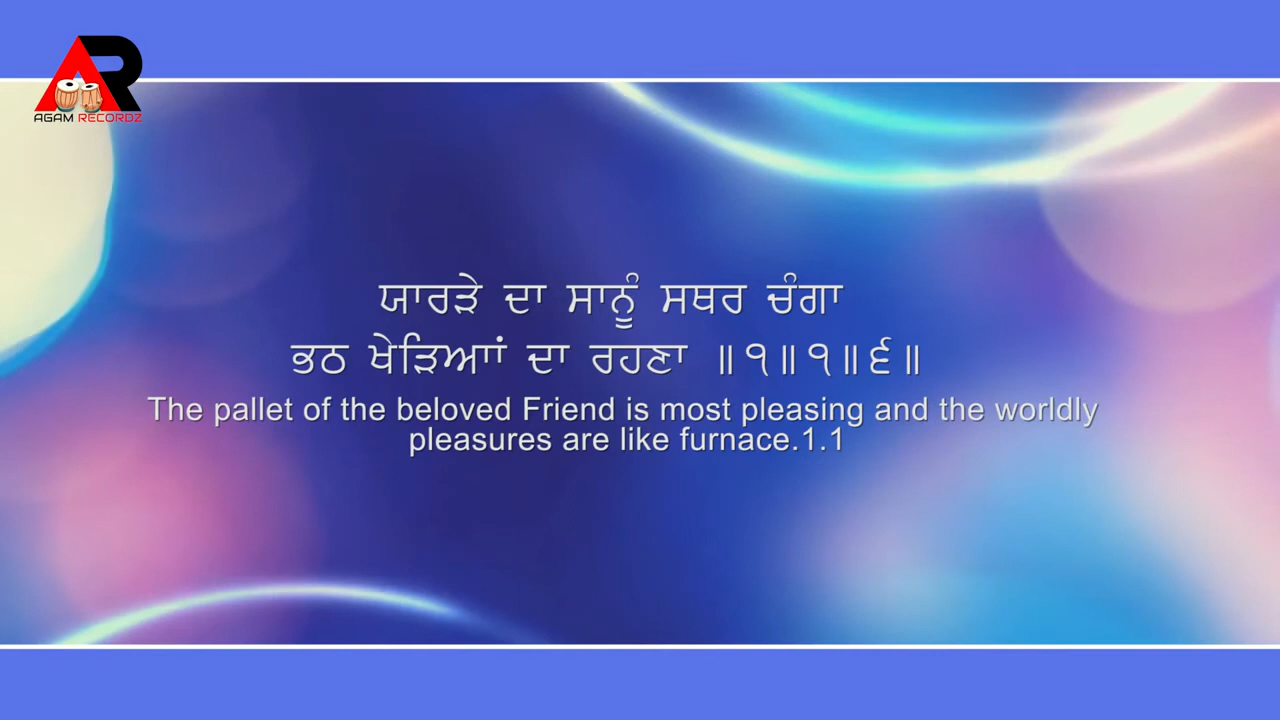 AGAM RECORDZ
ਯਾਰੜੇ ਦਾ ਸਾਨੂੰ ਸਥਰ ਚੰਗਾ
ਭਠ ਖੇੜਿਆਾਂ ਦਾ ਰਹਣਾ ॥੧॥੧॥੬॥
The pallet of the beloved Friend is most pleasing and the worldly
pleasures are like furnace.1.1